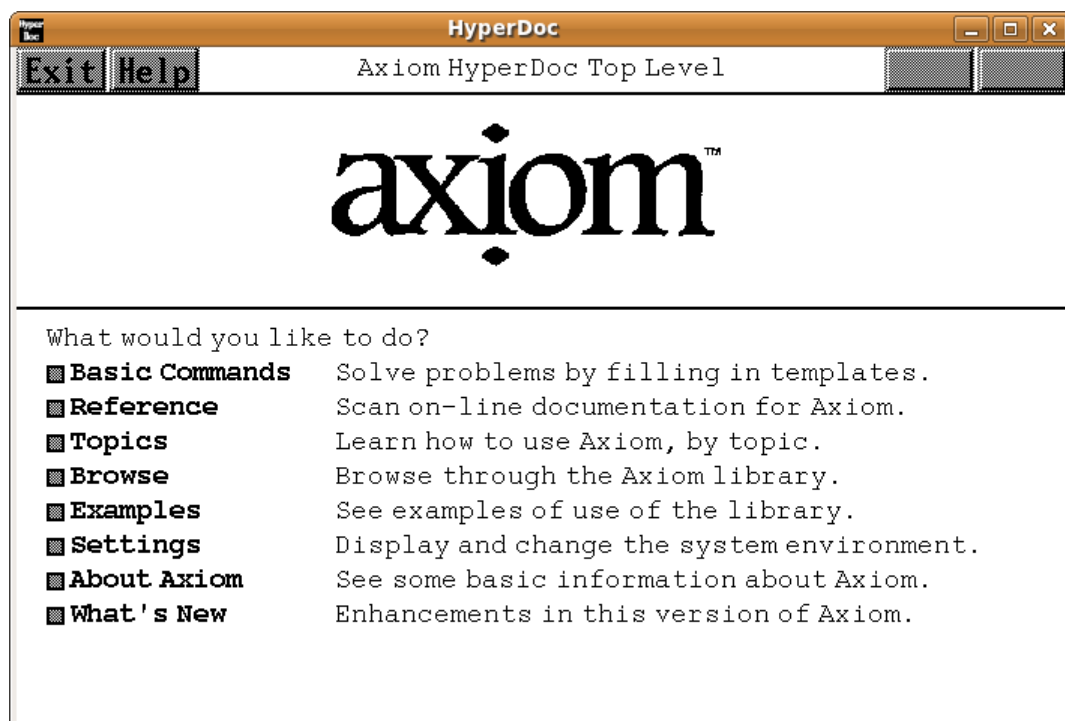 Hyper Doc
HyperDoc
Exit Help Axiom HyperDoc Top Level
axiom™
What would you like to do?
Basic Commands Solve problems by filling in templates.
Reference Scan on-line documentation for Axiom.
Topics Learn how to use Axiom, by topic.
Browse Browse through the Axiom library.
Examples See examples of use of the library.
Settings Display and change the system environment.
About Axiom See some basic information about Axiom.
What's New Enhancements in this version of Axiom.